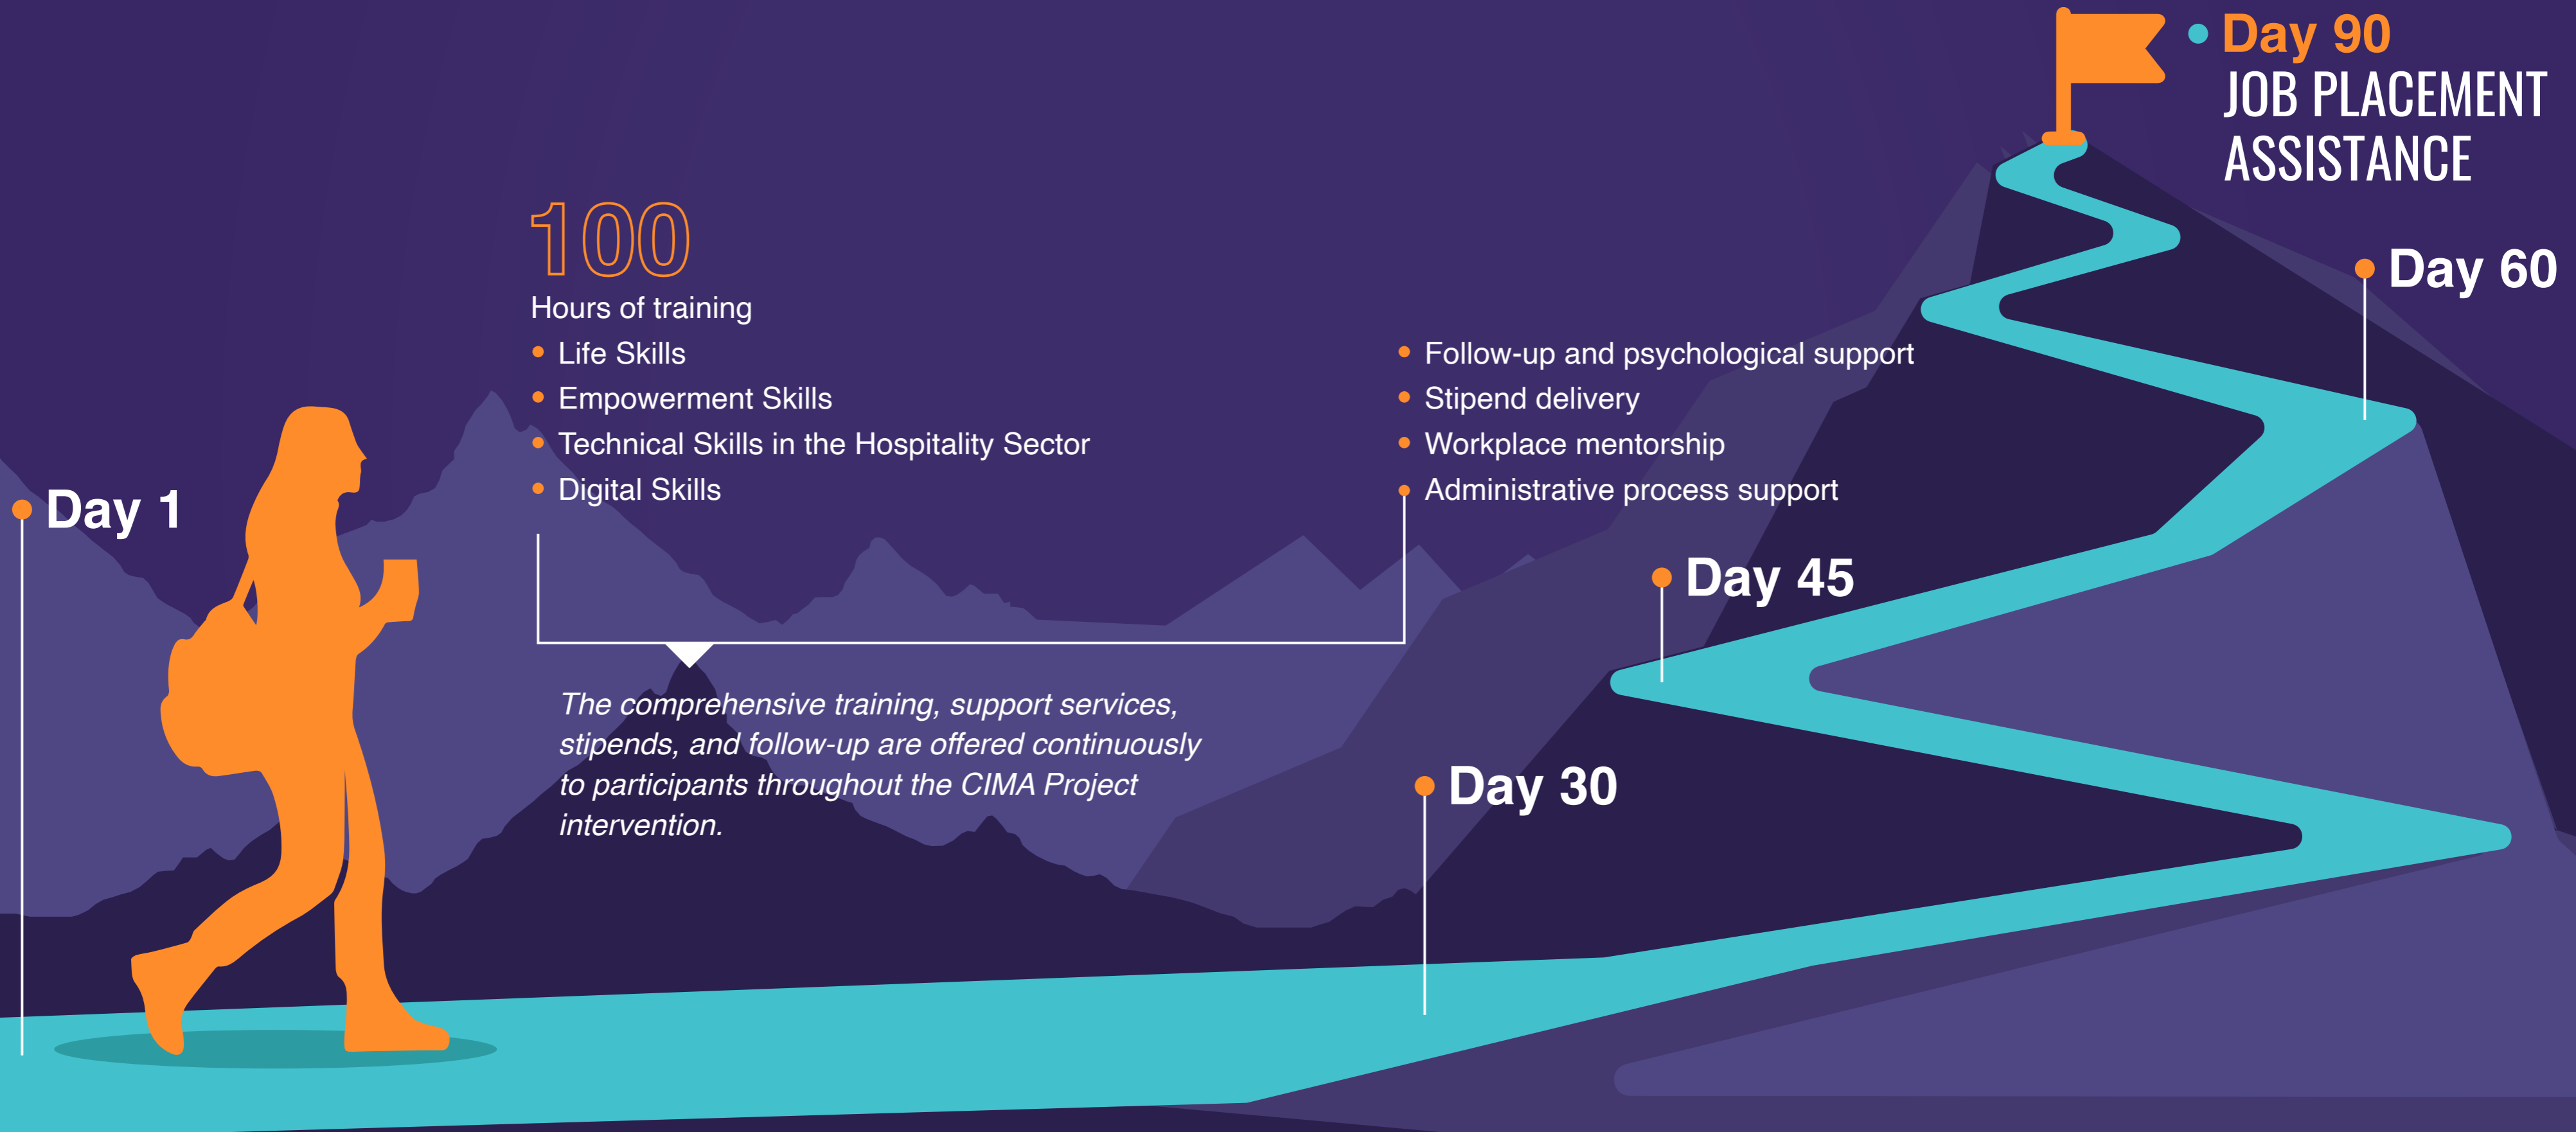 Day 90
JOB PLACEMENT
ASSISTANCE
100
Hours of training
Life Skills
Empowerment Skills
Technical Skills in the Hospitality Sector
Digital Skills
Follow-up and psychological support
Stipend delivery
Workplace mentorship
Administrative process support
Day 60
Day 1
Day 45
The comprehensive training, support services,
stipends, and follow-up are offered continuously
to participants throughout the CIMA Project
intervention.
Day 30